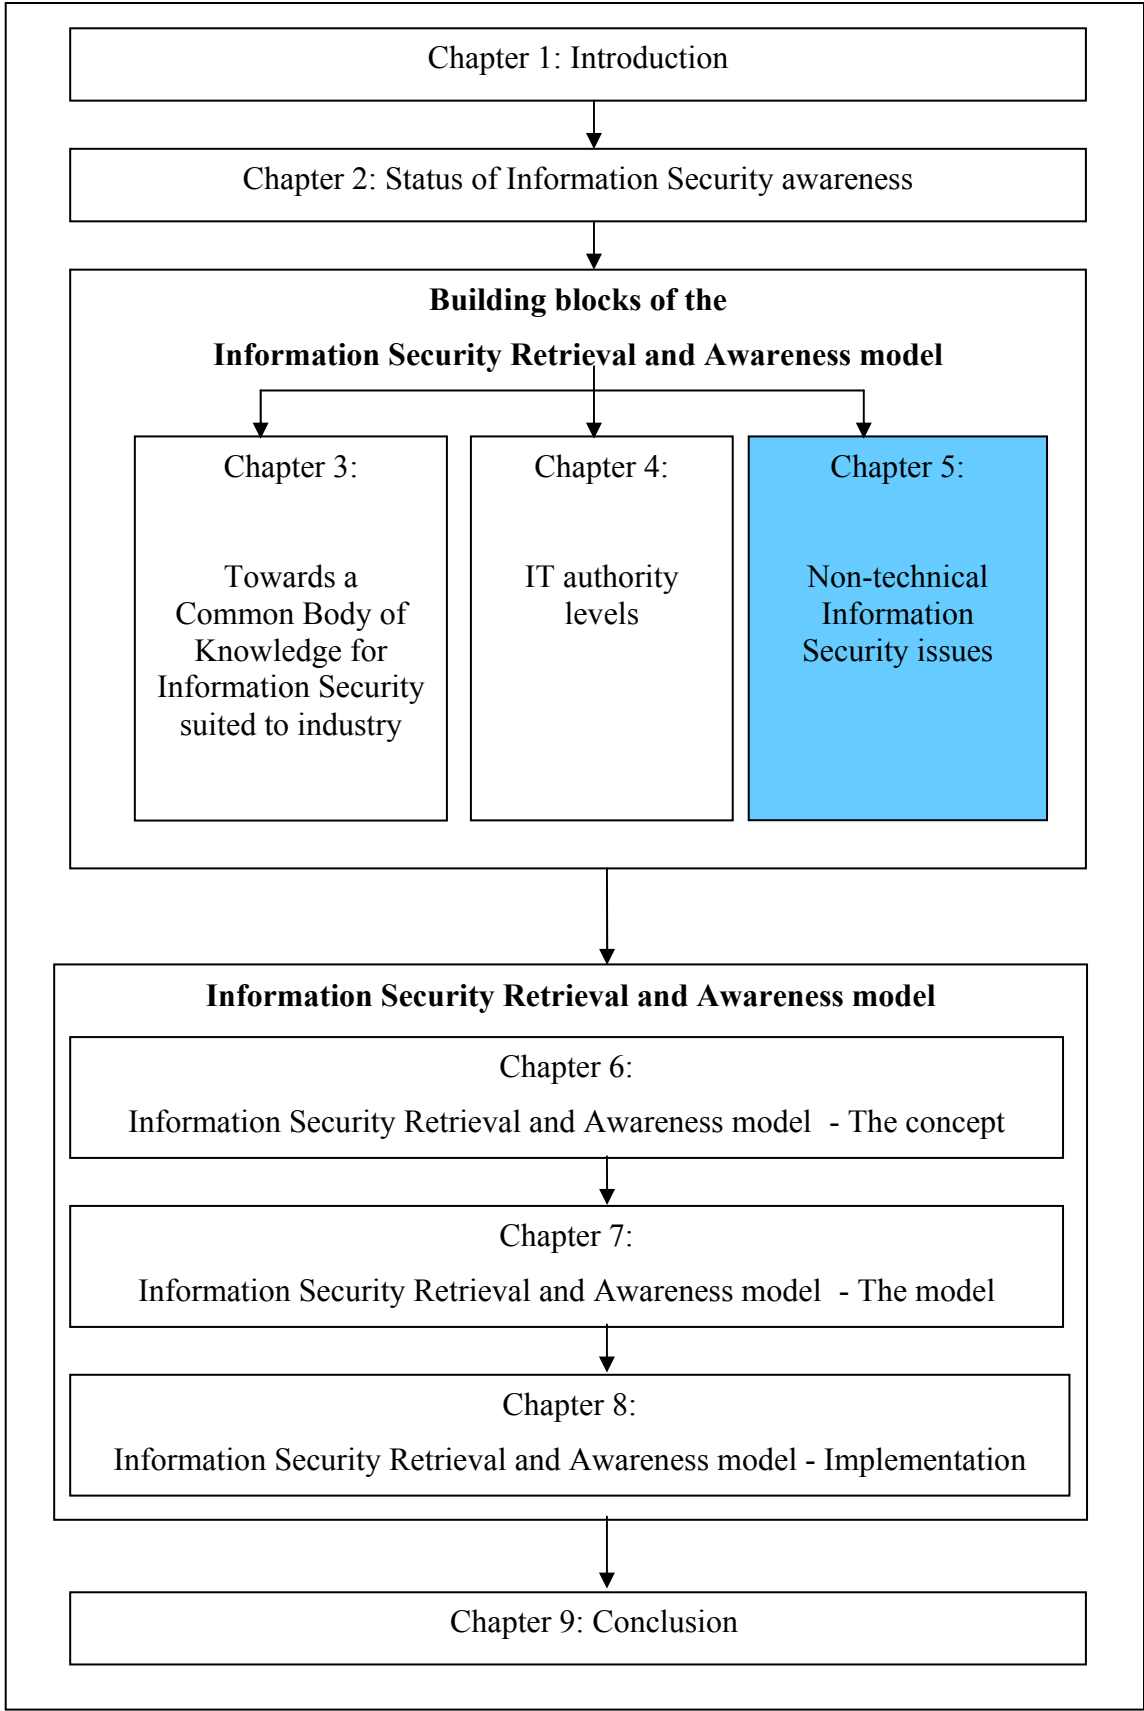 Chapter 1: Introduction
Chapter 2: Status of Information Security awareness
Building blocks of the
Information Security Retrieval and Awareness model
Chapter 3:
Towards a
Common Body of
Knowledge for
Information Security
suited to industry
Chapter 4:
IT authority
levels
Chapter 5:
Non-technical
Information
Security issues
Information Security Retrieval and Awareness model
Chapter 6:
Information Security Retrieval and Awareness model - The concept
Chapter 7:
Information Security Retrieval and Awareness model - The model
Chapter 8:
Information Security Retrieval and Awareness model - Implementation
Chapter 9: Conclusion